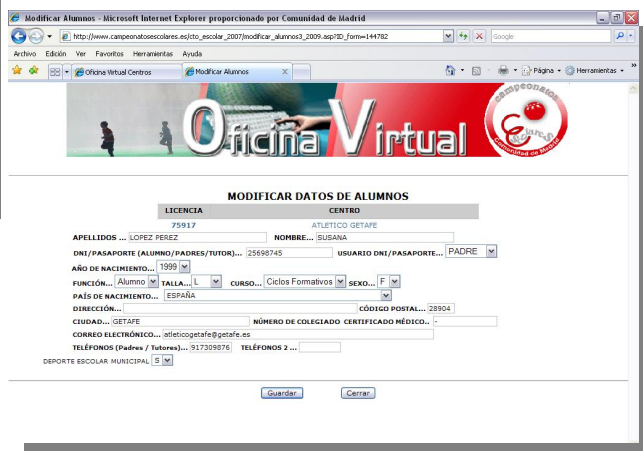 Modificar Alumnos - Microsoft Internet Explorer proporcionado por Comunidad de Madrid
http://www.campeonatosescolares.es/cto_escolar_2007/modificar_alumnos3_2009.asp?ID_form=144782
Google
Archivo Edición Ver Favoritos Herramientas Ayuda
Oficina Virtual Centros Modificar Alumnos X Página Herramientas »
Oficina Virtual
campeonatos
Escolares
Comunidad de Madrid
MODIFICAR DATOS DE ALUMNOS
LICENCIA CENTRO
75917 ATLETICO GETAFE
APELLIDOS ... LOPEZ PEREZ NOMBRE... SUSANA
DNI/PASAPORTE (ALUMNO/PADRES/TUTOR)... 25698745 USUARIO DNI/PASAPORTE... PADRE
AÑO DE NACIMIENTO... 1999
FUNCIÓN... Alumno TALLA... L CURSO... Ciclos Formativos SEXO... F
PAÍS DE NACIMIENTO... ESPAÑA
DIRECCIÓN... CÓDIGO POSTAL... 28904
CIUDAD... GETAFE NÚMERO DE COLEGIADO CERTIFICADO MÉDICO.. -
CORREO ELECTRÓNICO... atleticogetafe@getafe.es
TELÉFONOS (Padres / Tutores)... 917309876 TELÉFONOS 2 ...
DEPORTE ESCOLAR MUNICIPAL S
Guardar Cerrar